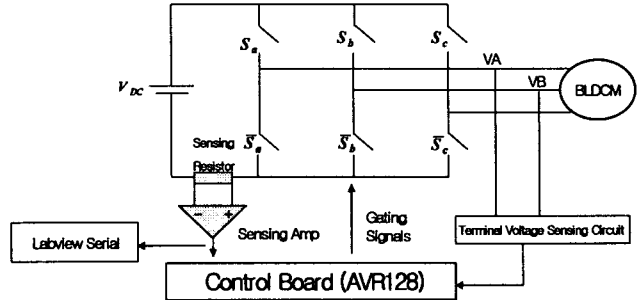 Sa
Sb
Sc
VA
VDC
VB
BLDCM
S̅a
S̅b
S̅c
Sensing
Resistor
− +
Sensing Amp
Gating
Signals
Labview Serial
Terminal Voltage Sensing Circuit
Control Board (AVR128)